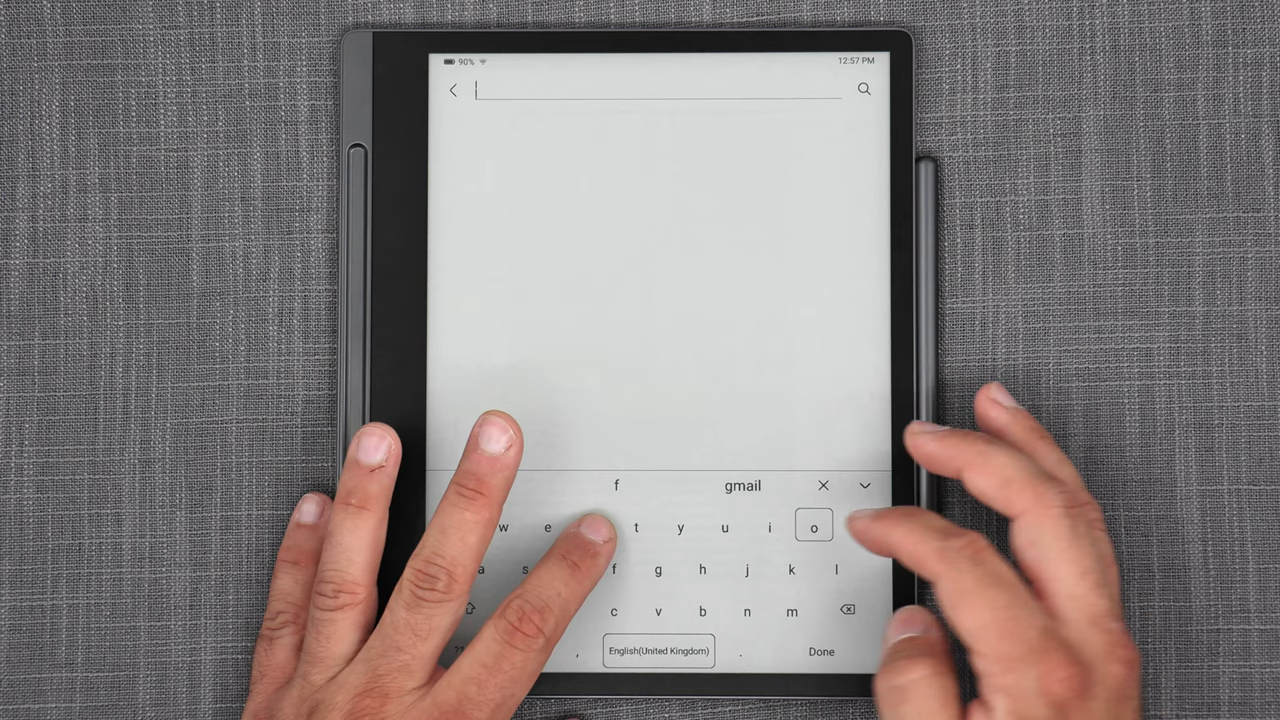 90% 12:57 PM
f gmail
w e t y u i o
a s f g h j k l
c v b n m
, English(United Kingdom) . Done